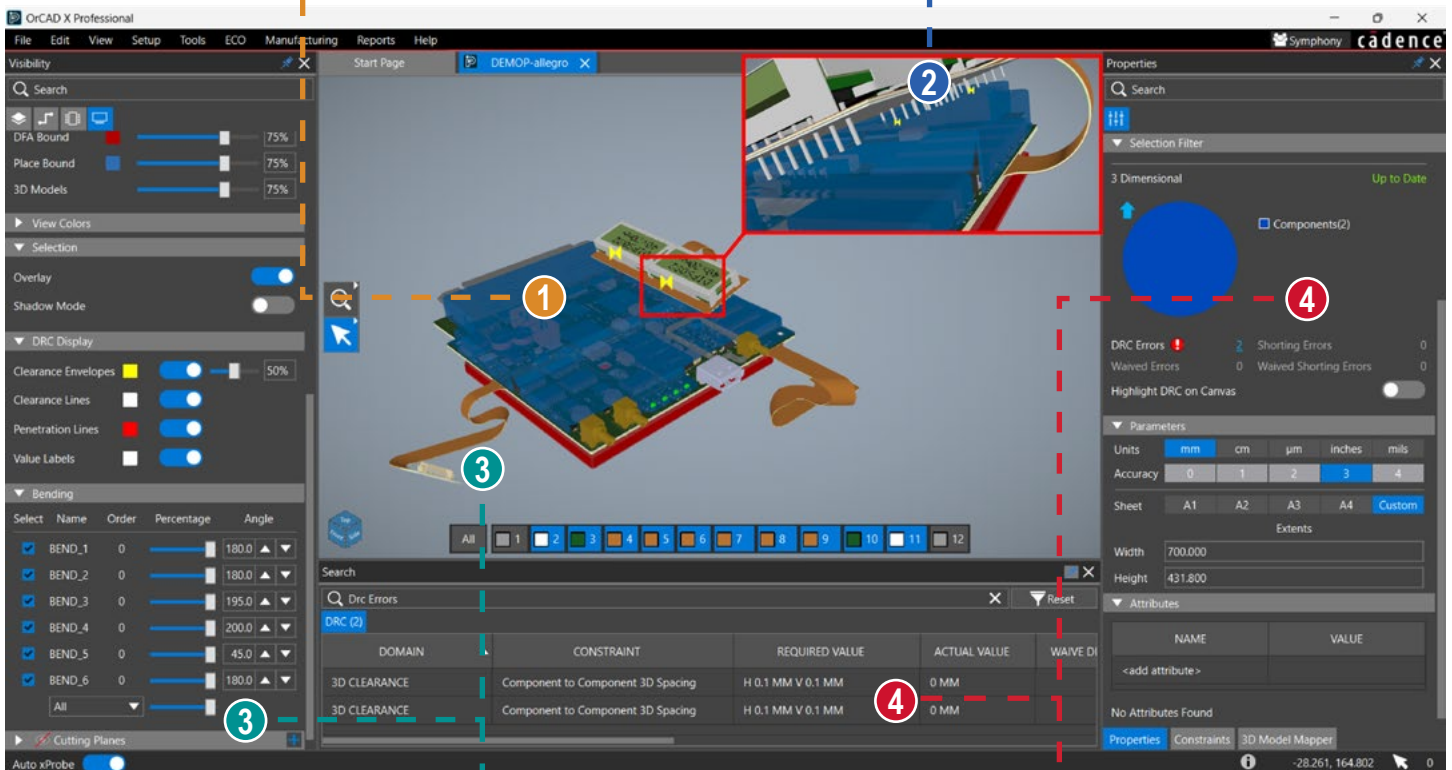 OrCAD X Professional
File Edit View Setup Tools ECO Manufacturing Reports Help
Symphony cādence
Visibility
Search
DFA Bound 75%
Place Bound 75%
3D Models 75%
View Colors
Selection
Overlay
Shadow Mode
DRC Display
Clearance Envelopes 50%
Clearance Lines
Penetration Lines
Value Labels
Bending
Select Name Order Percentage Angle
BEND_1 0 180.0
BEND_2 0 180.0
BEND_3 0 195.0
BEND_4 0 200.0
BEND_5 0 45.0
BEND_6 0 180.0
All
3
Cutting Planes
Auto xProbe
Start Page DEMOP-allegro
2
1
3
Top
All 1 2 3 4 5 6 7 8 9 10 11 12
Search
Drc Errors Reset
DRC (2)
DOMAIN CONSTRAINT REQUIRED VALUE ACTUAL VALUE WAIVE DI
3D CLEARANCE Component to Component 3D Spacing H 0.1 MM V 0.1 MM 0 MM
3D CLEARANCE Component to Component 3D Spacing H 0.1 MM V 0.1 MM 0 MM
4
Properties
Search
Selection Filter
3 Dimensional Up to Date
Components(2)
4
DRC Errors 2 Shorting Errors 0
Waived Errors 0 Waived Shorting Errors 0
Highlight DRC on Canvas
Parameters
Units mm cm µm inches mils
Accuracy 0 1 2 3 4
Sheet A1 A2 A3 A4 Custom
Extents
Width 700.000
Height 431.800
Attributes
NAME VALUE
<add attribute>
No Attributes Found
Properties Constraints 3D Model Mapper
-28.261, 164.802 0